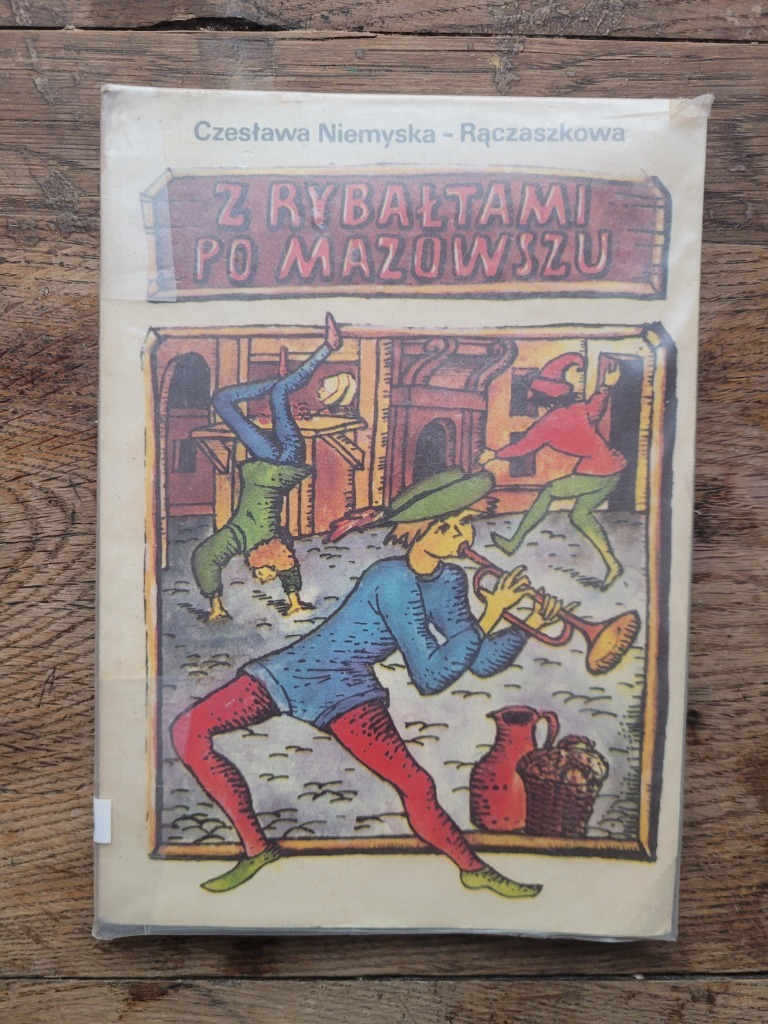 Czesława Niemyska - Rączaszkowa
Z RYBAŁTAMI
PO MAZOWSZU